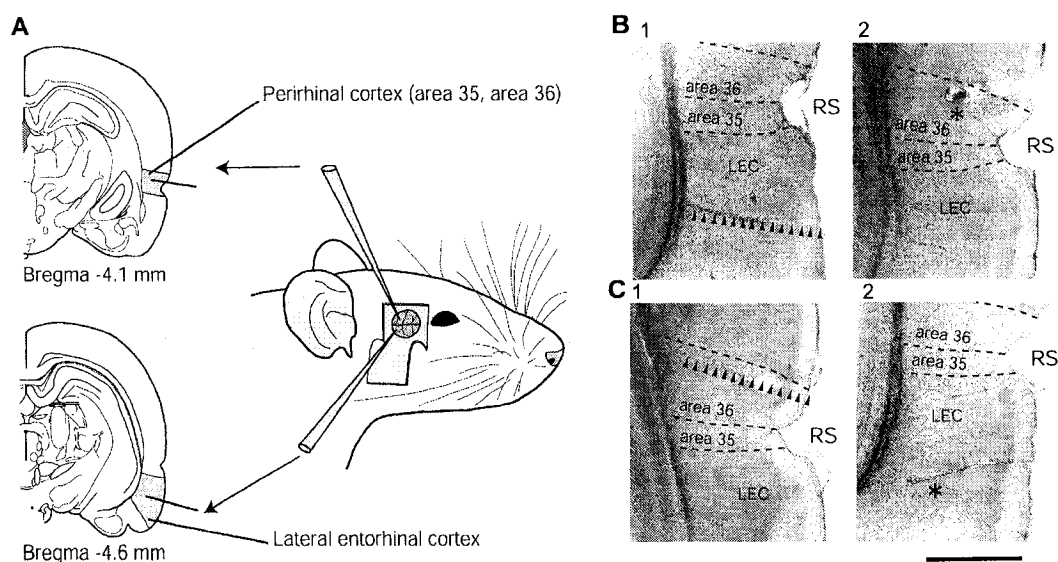 A
Perirhinal cortex (area 35, area 36)
Bregma -4.1 mm
Lateral entorhinal cortex
Bregma -4.6 mm
B
1
area 36
area 35
LEC
RS
2
*
area 36
area 35
LEC
RS
C
1
area 36
area 35
LEC
RS
2
area 36
area 35
LEC
*
RS